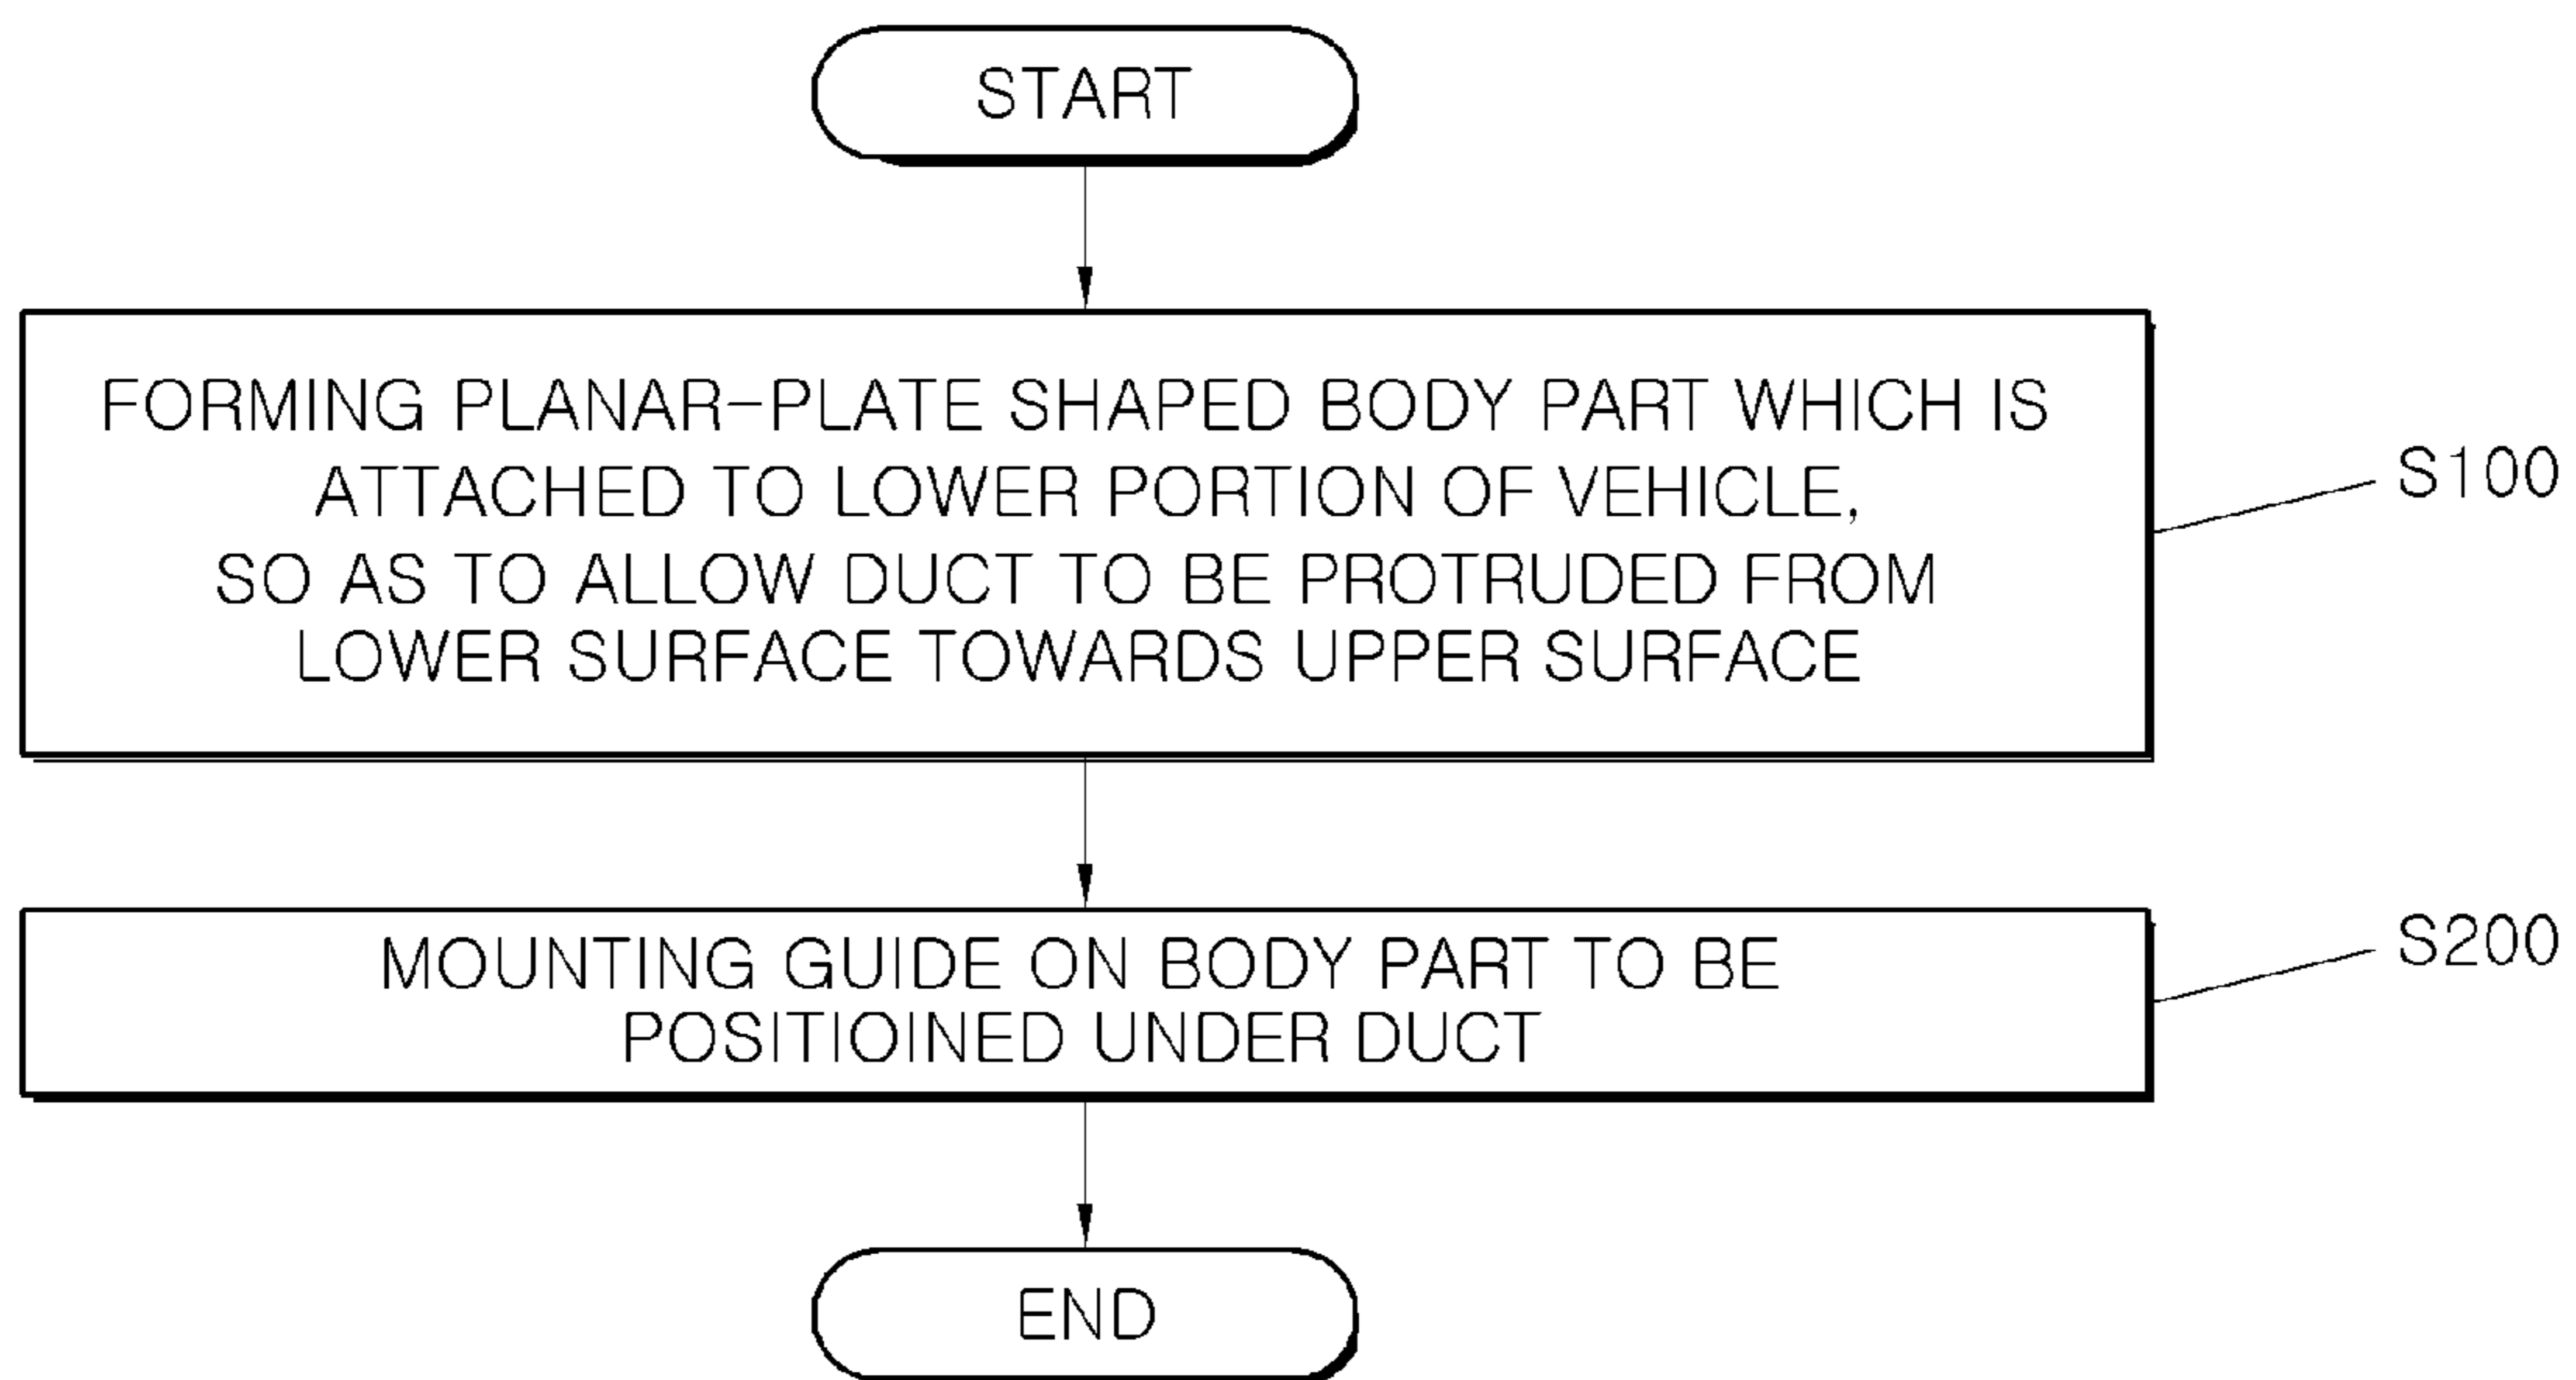 START
FORMING PLANAR-PLATE SHAPED BODY PART WHICH IS
ATTACHED TO LOWER PORTION OF VEHICLE,
SO AS TO ALLOW DUCT TO BE PROTRUDED FROM
LOWER SURFACE TOWARDS UPPER SURFACE
S100
MOUNTING GUIDE ON BODY PART TO BE
POSITIOINED UNDER DUCT
S200
END